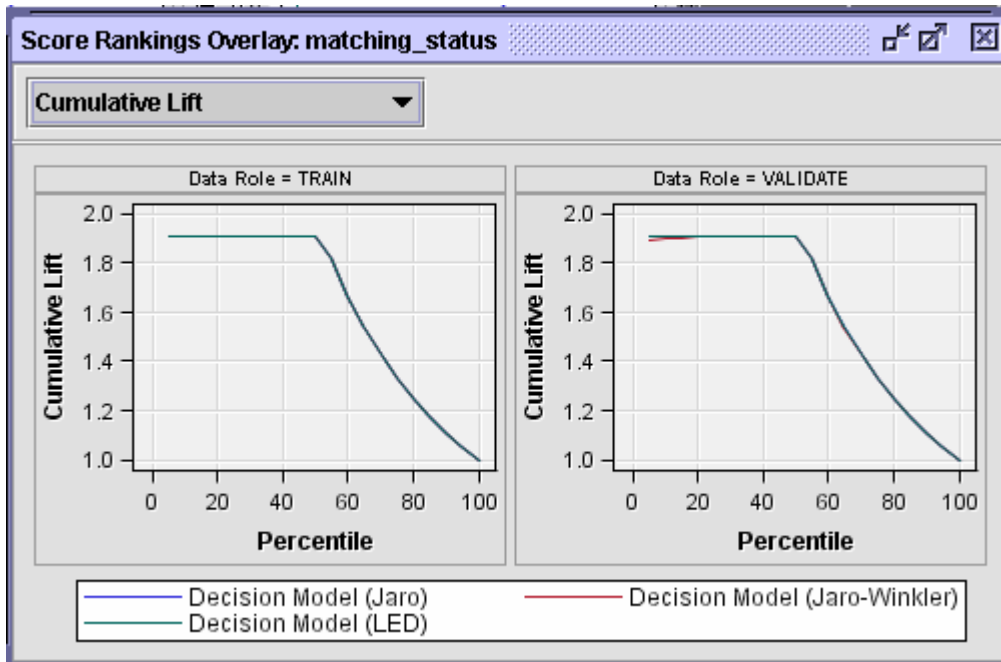 Score Rankings Overlay: matching_status
Cumulative Lift
Data Role = TRAIN
Data Role = VALIDATE
2.0
1.8
1.6
1.4
1.2
1.0
Cumulative Lift
0 20 40 60 80 100
Percentile
2.0
1.8
1.6
1.4
1.2
1.0
Cumulative Lift
0 20 40 60 80 100
Percentile
Decision Model (Jaro)
Decision Model (Jaro-Winkler)
Decision Model (LED)